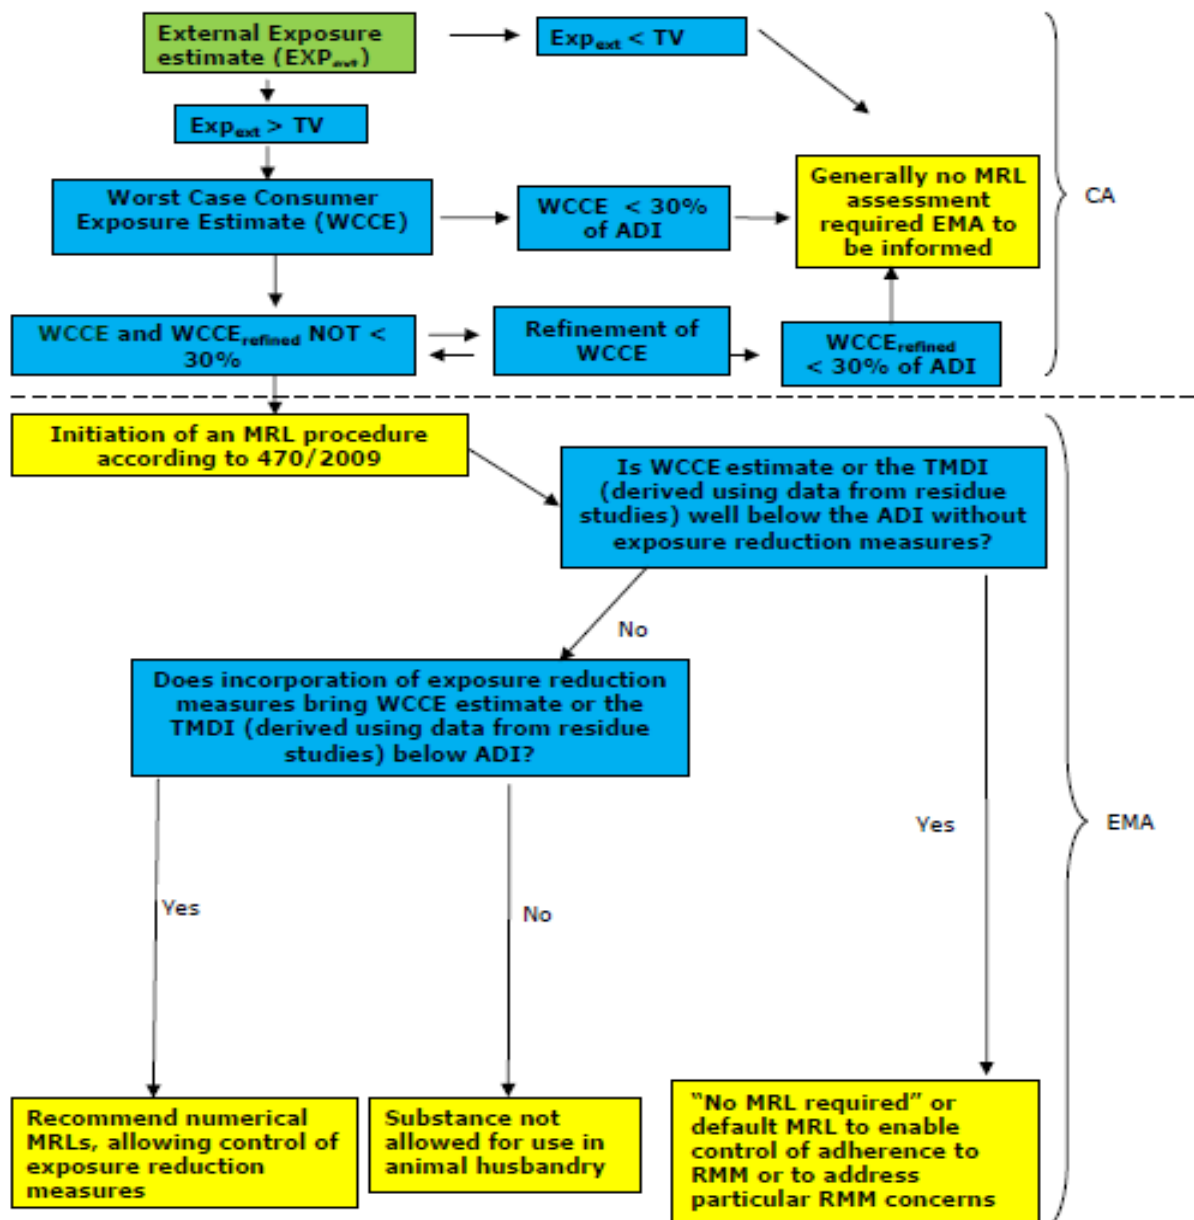 External Exposure
estimate (EXPext)
Expext < TV
Expext > TV
Worst Case Consumer
Exposure Estimate (WCCE)
WCCE < 30%
of ADI
Generally no MRL
assessment
required EMA to
be informed
CA
WCCE and WCCErefined NOT <
30%
Refinement of
WCCE
WCCErefined
< 30% of ADI
Initiation of an MRL procedure
according to 470/2009
Is WCCE estimate or the TMDI
(derived using data from residue
studies) well below the ADI without
exposure reduction measures?
No
Does incorporation of exposure reduction
measures bring WCCE estimate or the
TMDI (derived using data from residue
studies) below ADI?
Yes
EMA
Yes
No
Recommend numerical
MRLs, allowing control of
exposure reduction
measures
Substance not
allowed for use in
animal husbandry
“No MRL required” or
default MRL to enable
control of adherence to
RMM or to address
particular RMM concerns